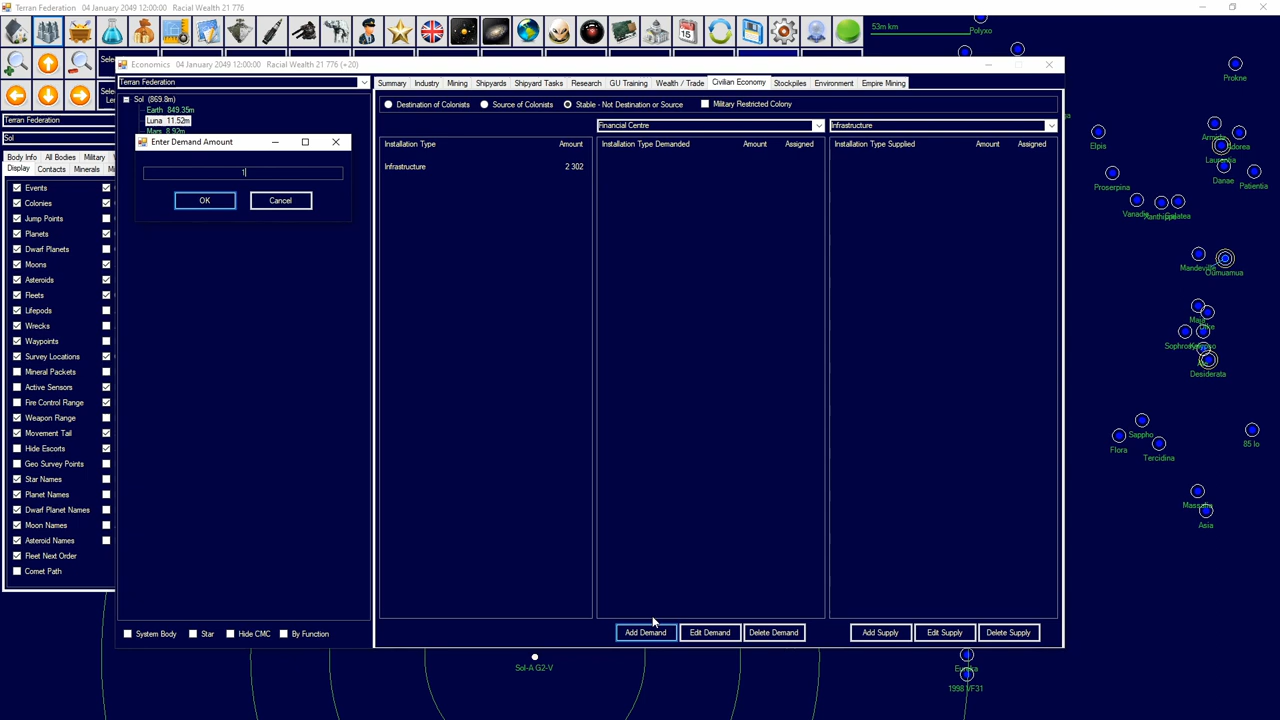 Terran Federation   04 January 2049 12:00:00   Racial Wealth 21 776
53m km
Polyxo
Prokne
Economics   04 January 2049 12:00:00   Racial Wealth 21 776 (+20)
Terran Federation
Summary Industry Mining Shipyards Shipyard Tasks Research GU Training Wealth / Trade Civilian Economy Stockpiles Environment Empire Mining
Sol (869.8m)
Earth 849.35m
Luna 11.52m
Mars 8.92m
Destination of Colonists Source of Colonists Stable - Not Destination or Source Military Restricted Colony
Financial Centre Infrastructure
Installation Type Amount Installation Type Demanded Amount Assigned Installation Type Supplied Amount Assigned
Infrastructure 2 302
Enter Demand Amount
1
OK Cancel
Terran Federation
Sol
Body Info All Bodies Military
Display Contacts Minerals
Events
Colonies
Jump Points
Planets
Dwarf Planets
Moons
Asteroids
Fleets
Lifepods
Wrecks
Waypoints
Survey Locations
Mineral Packets
Active Sensors
Fire Control Range
Weapon Range
Movement Tail
Hide Escorts
Geo Survey Points
Star Names
Planet Names
Dwarf Planet Names
Moon Names
Asteroid Names
Fleet Next Order
Comet Path
System Body Star Hide CMC By Function
Add Demand Edit Demand Delete Demand Add Supply Edit Supply Delete Supply
Elpis
Danae
Patientia
Proserpina
Mandeville
Oumuamua
Desiderata
Sappho
Flora
Tercidina
85 Io
Massalia
Asia
Sol-A G2-V
Eureka
1998 VF31